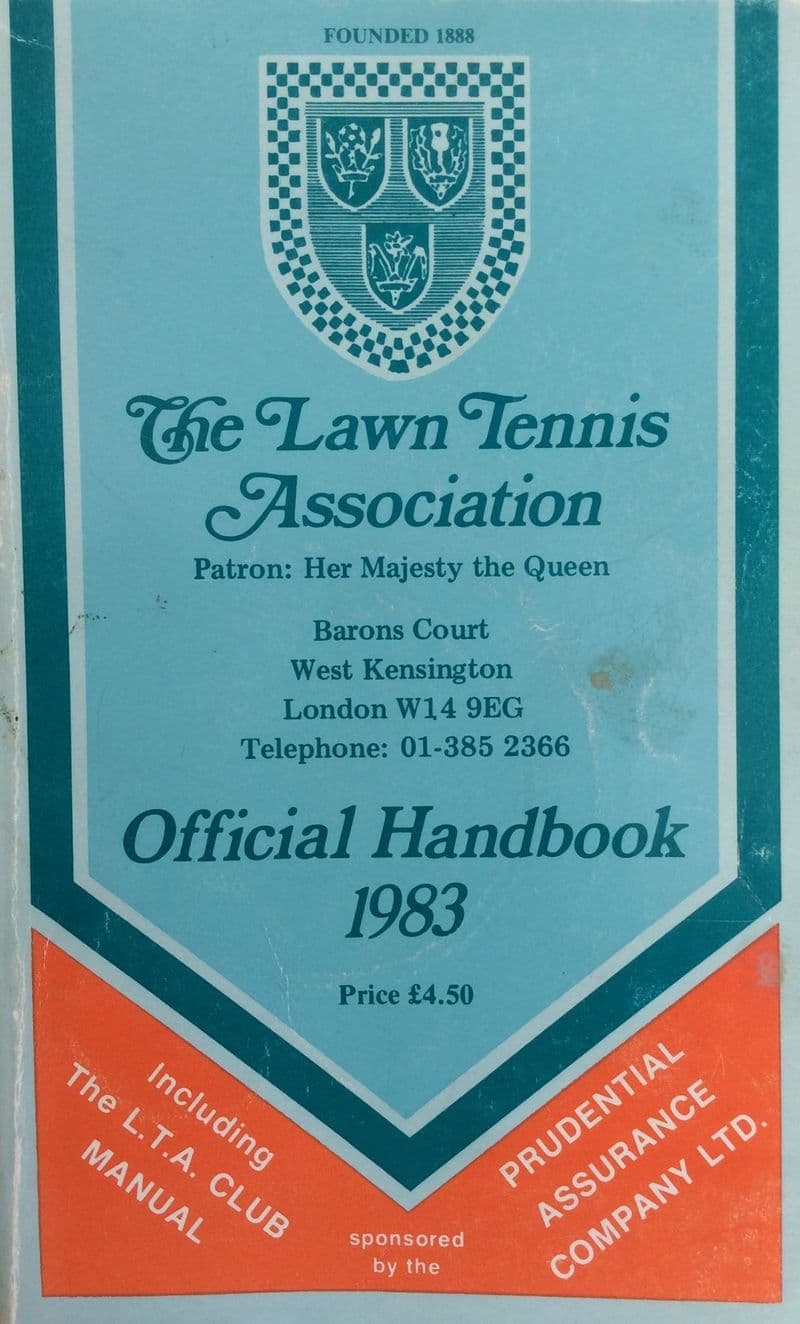 FOUNDED 1888
The Lawn Tennis
Association
Patron: Her Majesty the Queen
Barons Court
West Kensington
London W14 9EG
Telephone: 01-385 2366
Official Handbook
1983
Price £4.50
Including
The L.T.A. CLUB
MANUAL
sponsored
by the
PRUDENTIAL
ASSURANCE
COMPANY LTD.